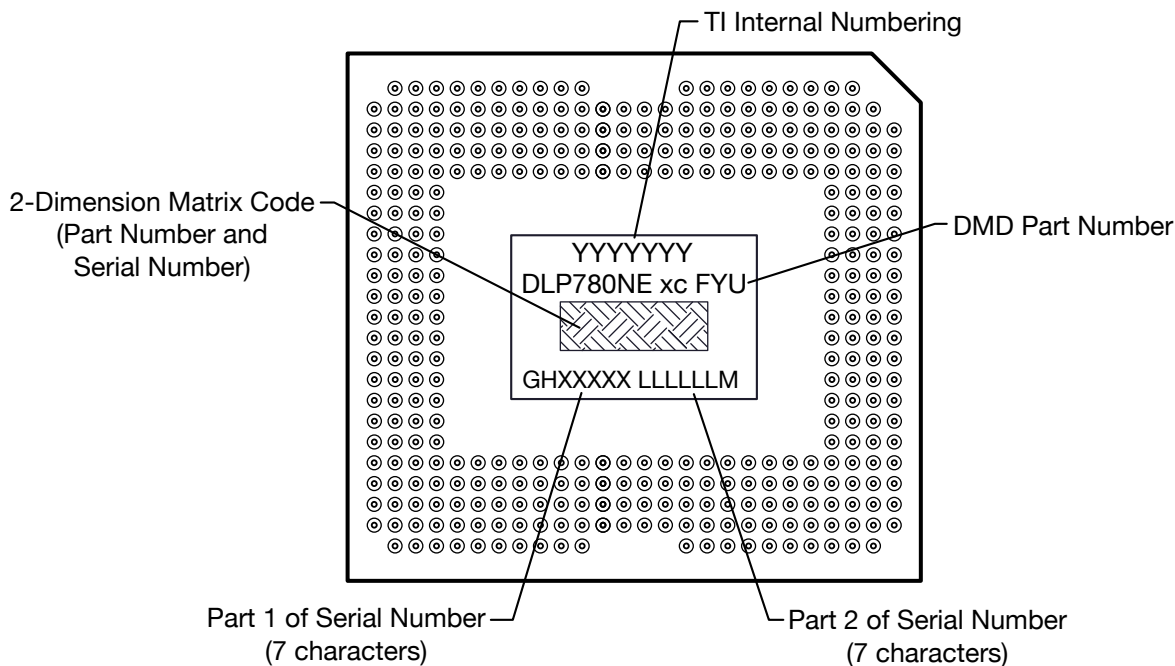 TI Internal Numbering
2-Dimension Matrix Code
(Part Number and
Serial Number)
DMD Part Number
YYYYYYY
DLP780NE xc FYU
GHXXXXX LLLLLLM
Part 1 of Serial Number
(7 characters)
Part 2 of Serial Number
(7 characters)